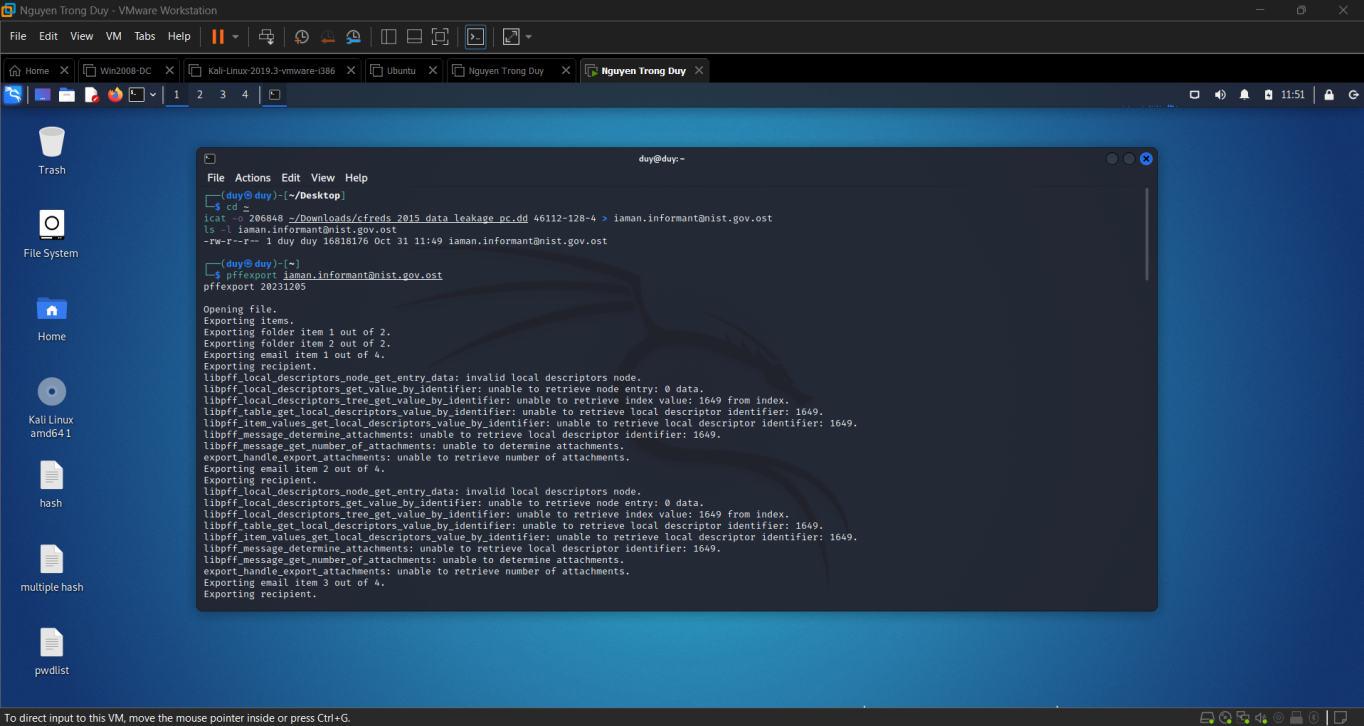 Nguyen Trong Duy - VMware Workstation
File Edit View VM Tabs Help
Home Win2008-DC Kali-Linux-2019.3-vmware-i386 Ubuntu Nguyen Trong Duy Nguyen Trong Duy
1 2 3 4 11:51
Trash
File System
Home
Kali Linux
amd64 1
hash
multiple hash
pwdlist
duy@duy:~
File Actions Edit View Help
┌──(duy㉿duy)-[~/Desktop]
└─$ cd ~
icat -o 206848 ~/Downloads/cfreds_2015_data_leakage_pc.dd 46112-128-4 > iaman.informant@nist.gov.ost
ls -l iaman.informant@nist.gov.ost
-rw-r--r-- 1 duy duy 16818176 Oct 31 11:49 iaman.informant@nist.gov.ost
┌──(duy㉿duy)-[~]
└─$ pffexport iaman.informant@nist.gov.ost
pffexport 20231205
Opening file.
Exporting items.
Exporting folder item 1 out of 2.
Exporting folder item 2 out of 2.
Exporting email item 1 out of 4.
Exporting recipient.
libpff_local_descriptors_node_get_entry_data: invalid local descriptors node.
libpff_local_descriptors_get_value_by_identifier: unable to retrieve node entry: 0 data.
libpff_local_descriptors_tree_get_value_by_identifier: unable to retrieve index value: 1649 from index.
libpff_table_get_local_descriptors_value_by_identifier: unable to retrieve local descriptor identifier: 1649.
libpff_item_values_get_local_descriptors_value_by_identifier: unable to retrieve local descriptor identifier: 1649.
libpff_message_determine_attachments: unable to retrieve local descriptor identifier: 1649.
libpff_message_get_number_of_attachments: unable to determine attachments.
export_handle_export_attachments: unable to retrieve number of attachments.
Exporting email item 2 out of 4.
Exporting recipient.
libpff_local_descriptors_node_get_entry_data: invalid local descriptors node.
libpff_local_descriptors_get_value_by_identifier: unable to retrieve node entry: 0 data.
libpff_local_descriptors_tree_get_value_by_identifier: unable to retrieve index value: 1649 from index.
libpff_table_get_local_descriptors_value_by_identifier: unable to retrieve local descriptor identifier: 1649.
libpff_item_values_get_local_descriptors_value_by_identifier: unable to retrieve local descriptor identifier: 1649.
libpff_message_determine_attachments: unable to retrieve local descriptor identifier: 1649.
libpff_message_get_number_of_attachments: unable to determine attachments.
export_handle_export_attachments: unable to retrieve number of attachments.
Exporting email item 3 out of 4.
Exporting recipient.
To direct input to this VM, move the mouse pointer inside or press Ctrl+G.